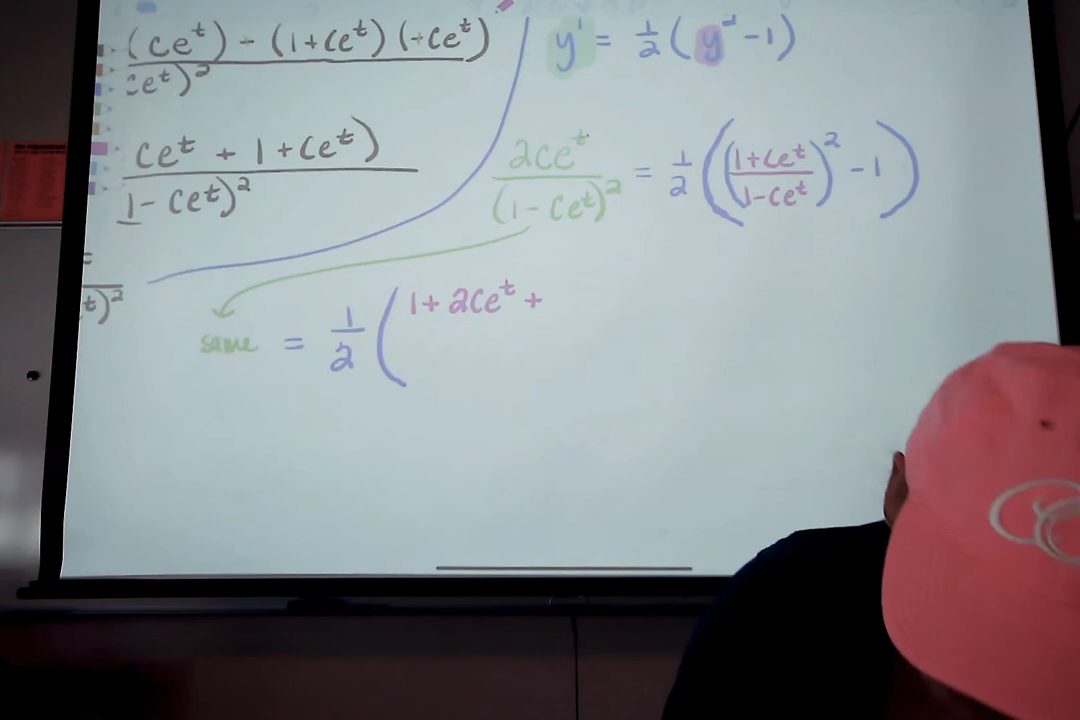 (ce^t) - (1+ce^t)(-ce^t)
ce^t)^2
ce^t + 1 + ce^t)
1 - ce^t)^2
=
t)^2
y' = 1/2 (y^2 - 1)
2ce^t / (1 - ce^t)^2 = 1/2 (((1+ce^t)/(1-ce^t))^2 - 1)
same = 1/2 ( 1 + 2ce^t +